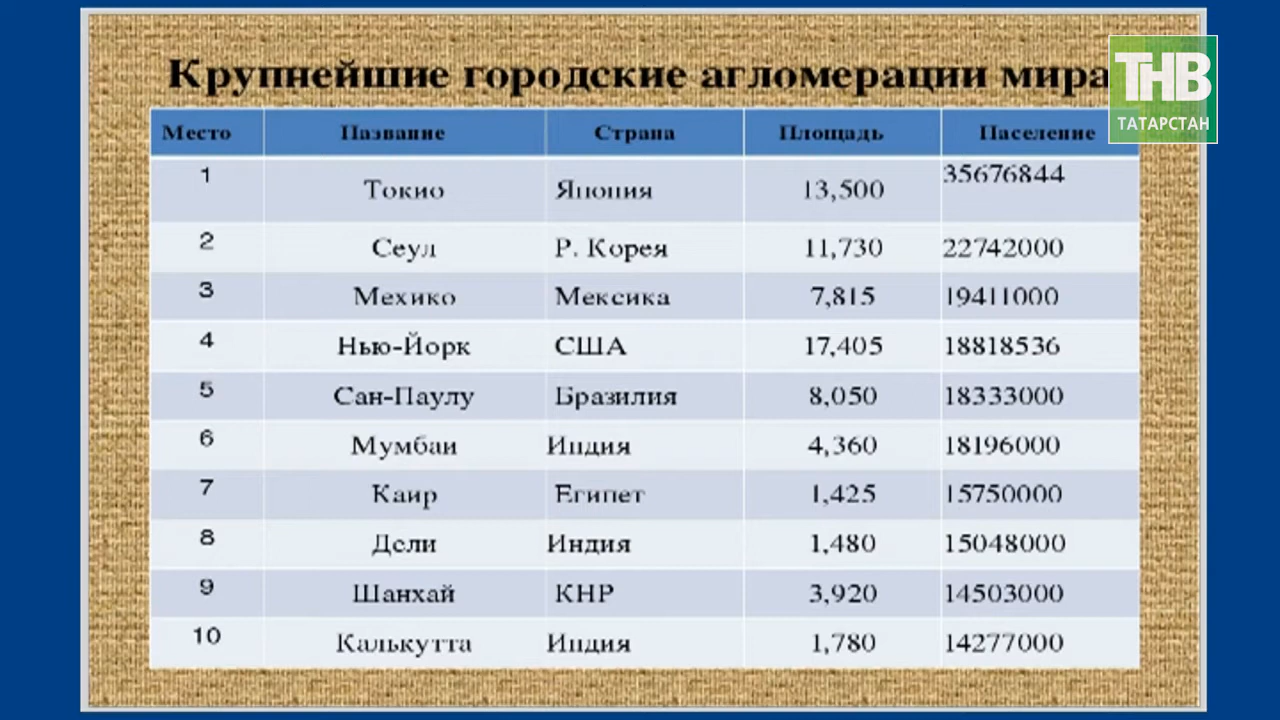 Крупнейшие городские агломерации мира
ТНВ
ТАТАРСТАН
Место Название Страна Площадь Население
1 Токио Япония 13,500 35676844
2 Сеул Р. Корея 11,730 22742000
3 Мехико Мексика 7,815 19411000
4 Нью-Йорк США 17,405 18818536
5 Сан-Паулу Бразилия 8,050 18333000
6 Мумбаи Индия 4,360 18196000
7 Каир Египет 1,425 15750000
8 Дели Индия 1,480 15048000
9 Шанхай КНР 3,920 14503000
10 Калькутта Индия 1,780 14277000